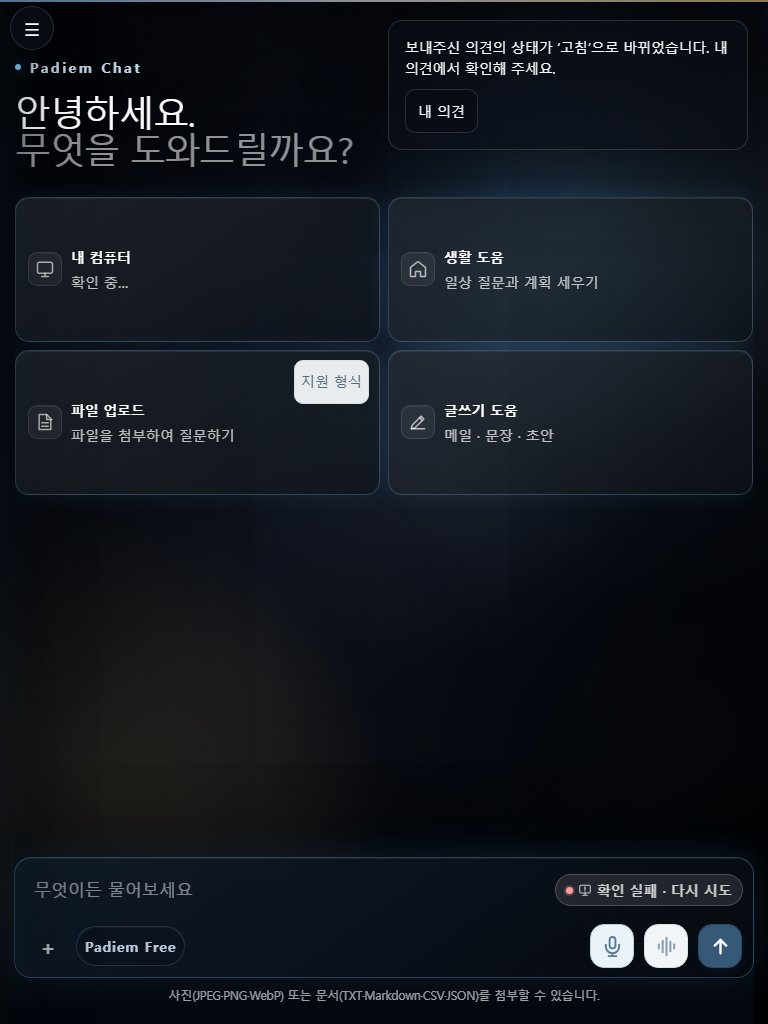 Padiem Chat
안녕하세요.
무엇을 도와드릴까요?
보내주신 의견의 상태가 ‘고침’으로 바뀌었습니다. 내
의견에서 확인해 주세요.
내 의견
내 컴퓨터
확인 중...
생활 도움
일상 질문과 계획 세우기
지원 형식
파일 업로드
파일을 첨부하여 질문하기
글쓰기 도움
메일 · 문장 · 초안
무엇이든 물어보세요
확인 실패 · 다시 시도
+
Padiem Free
사진(JPEG·PNG·WebP) 또는 문서(TXT·Markdown·CSV·JSON)를 첨부할 수 있습니다.